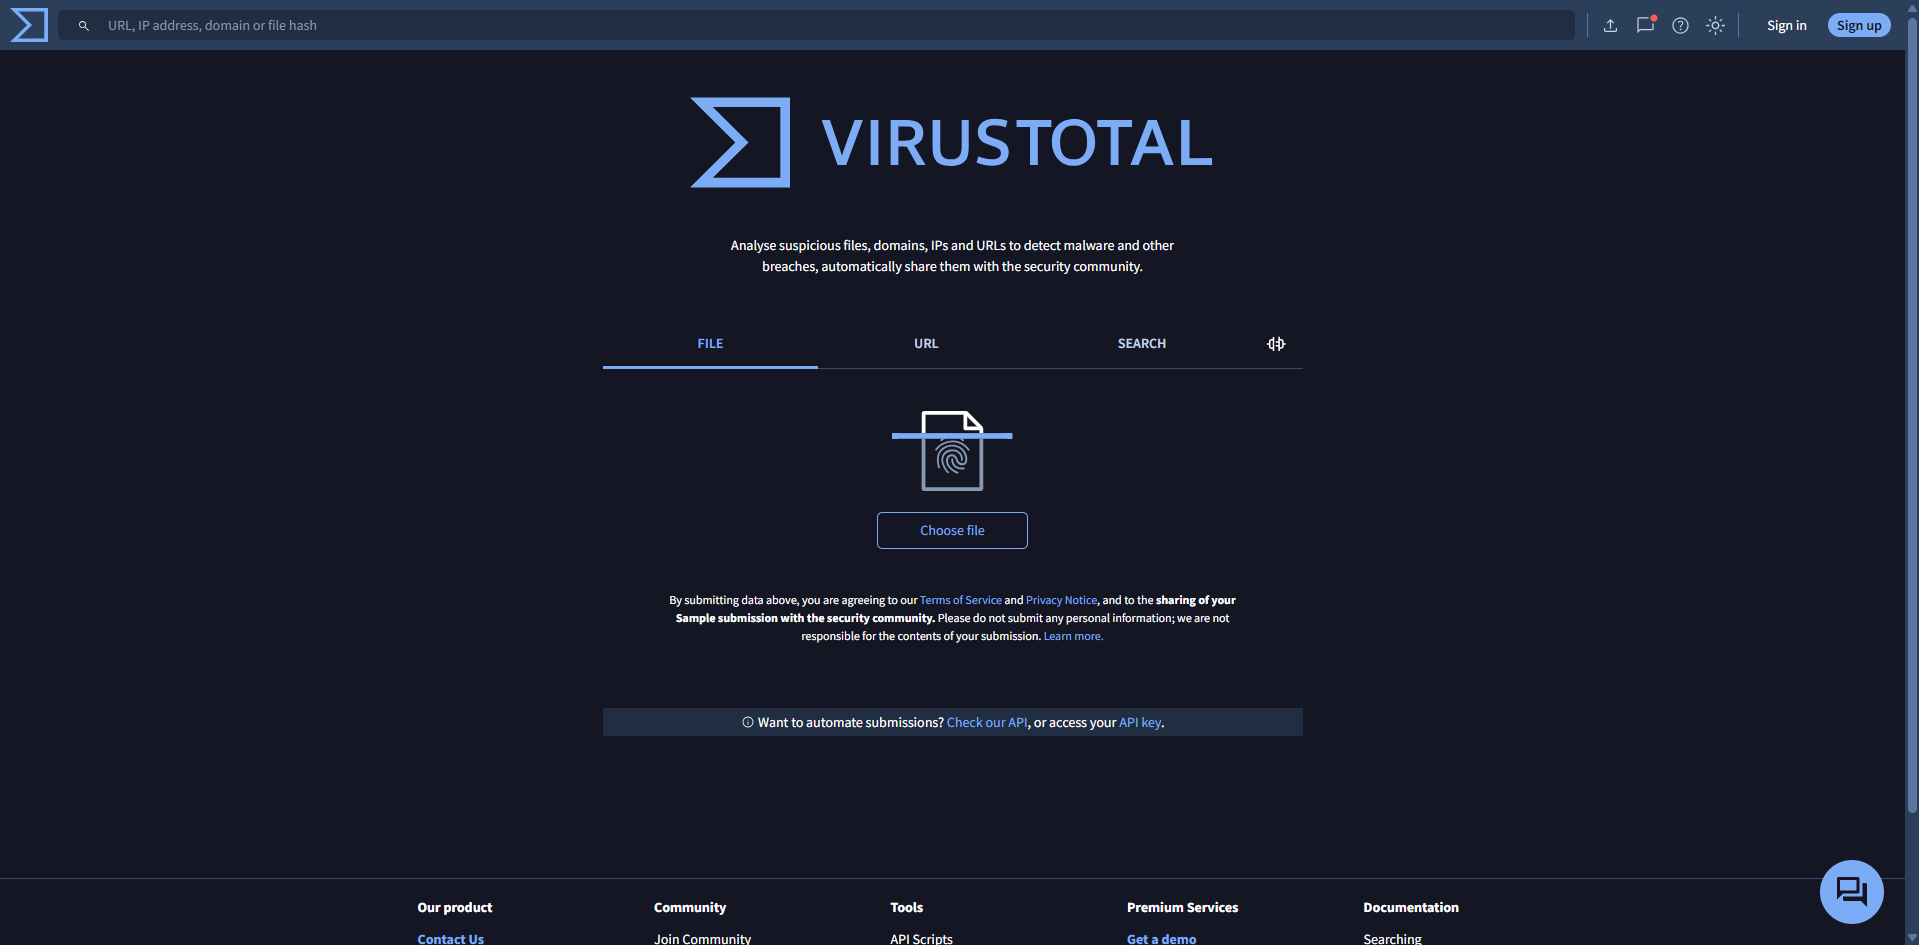 URL, IP address, domain or file hash
Sign in
Sign up
VIRUSTOTAL
Analyse suspicious files, domains, IPs and URLs to detect malware and other
breaches, automatically share them with the security community.
FILE
URL
SEARCH
Choose file
By submitting data above, you are agreeing to our Terms of Service and Privacy Notice, and to the sharing of your
Sample submission with the security community. Please do not submit any personal information; we are not
responsible for the contents of your submission. Learn more.
Want to automate submissions? Check our API, or access your API key.
Our product
Community
Tools
Premium Services
Documentation
Contact Us
Join Community
API Scripts
Get a demo
Searching